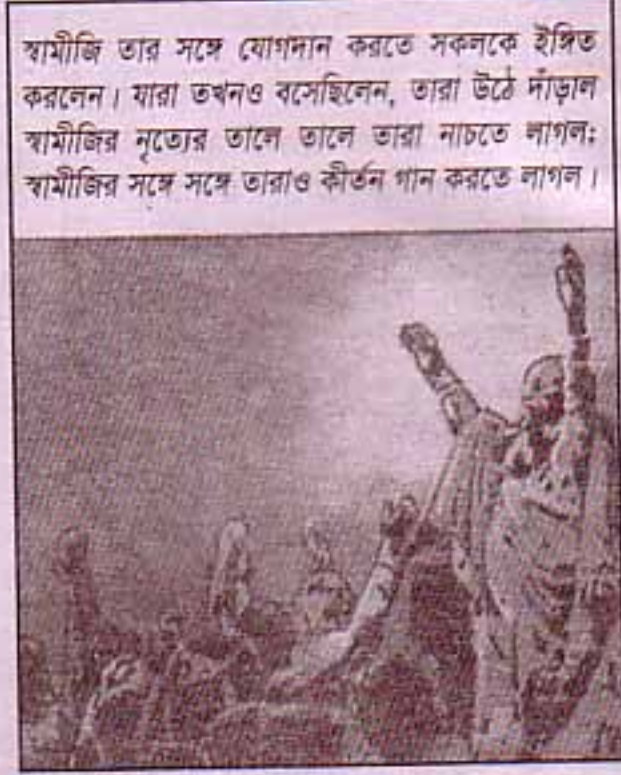 স্বামীজি তার সঙ্গে যোগদান করতে সকলকে ইঙ্গিত
করলেন। যারা তখনও বসেছিলেন, তারা উঠে দাঁড়াল
স্বামীজির নৃত্যের তালে তালে তারা নাচতে লাগল;
স্বামীজির সঙ্গে সঙ্গে তারাও কীর্তন গান করতে লাগল।